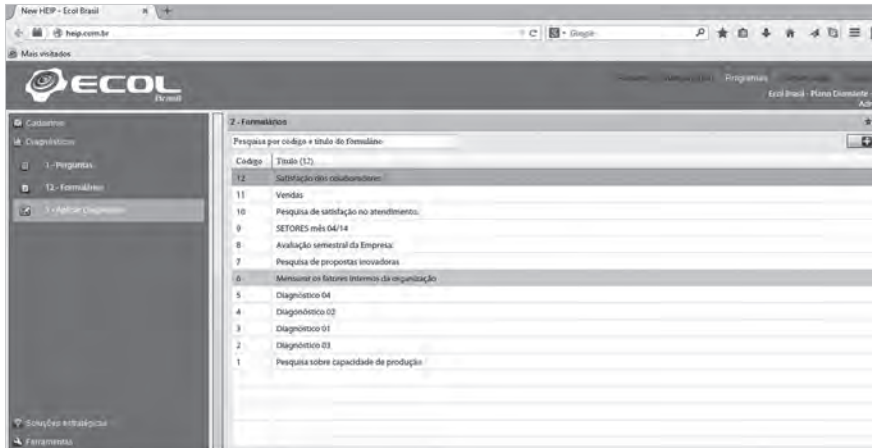 New HEIP - Ecol Brasil
heip.com.br
Google
Mais visitados
ECOL
Brasil
Programas
Ecol Brasil - Plano Diamante -
Cadastros
Diagnósticos
1 - Perguntas
12 - Formulários
3 - Aplicar Diagnóstico
Soluções estratégicas
Ferramentas
2 - Formulários
Pesquisa por código e título do formulário
Código Título (12)
12 Satisfação dos colaboradores
11 Vendas
10 Pesquisa de satisfação no atendimento.
9 SETORES mês 04/14
8 Avaliação semestral da Empresa.
7 Pesquisa de propostas inovadoras
6 Mensurar os fatores internos da organização
5 Diagnóstico 04
4 Diagonóstico 02
3 Diagnóstico 01
2 Diagnóstico 03
1 Pesquisa sobre capacidade de produção